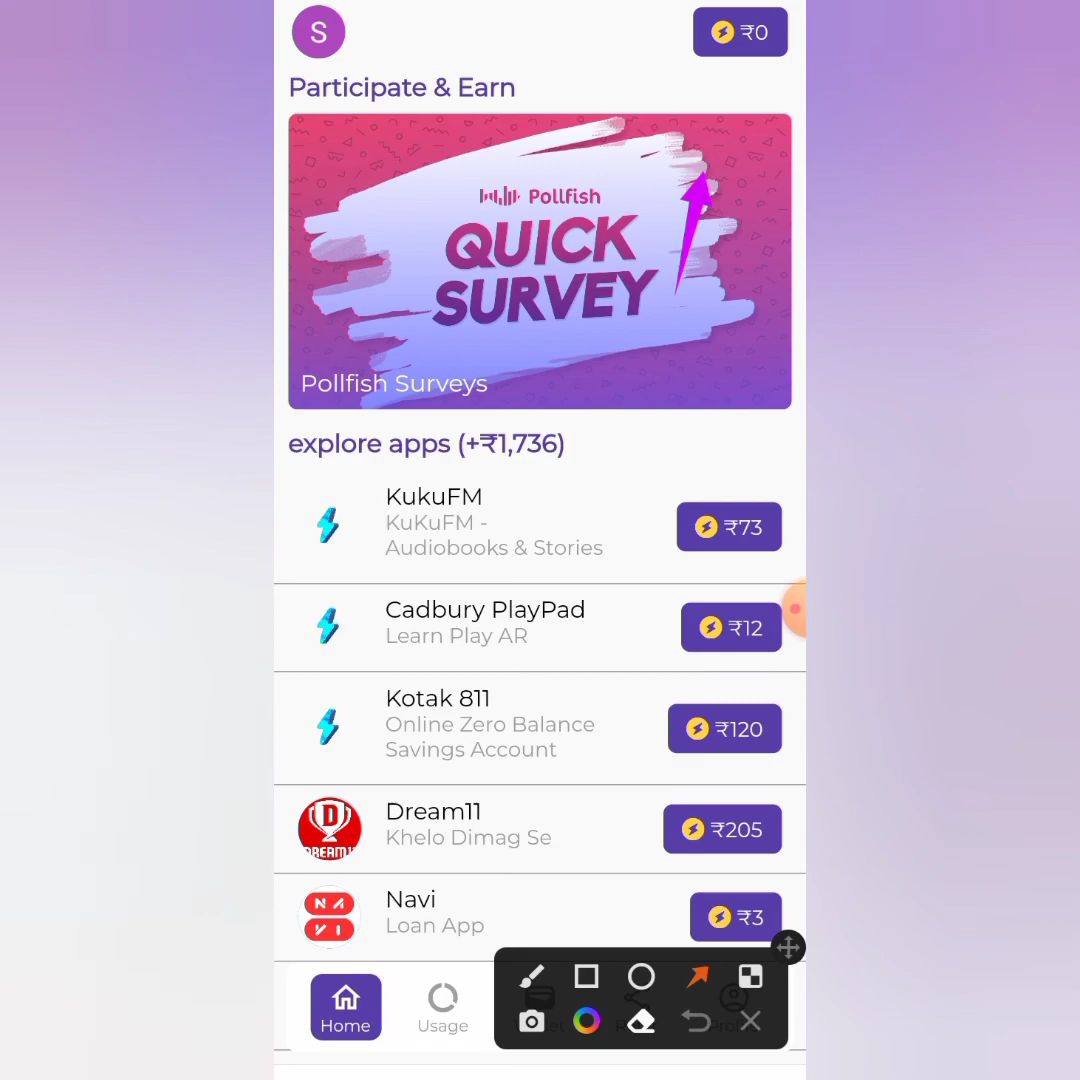 S
₹0
Participate & Earn
Pollfish
QUICK
SURVEY
Pollfish Surveys
explore apps (+₹1,736)
KukuFM
KuKuFM -
Audiobooks & Stories
₹73
Cadbury PlayPad
Learn Play AR
₹12
Kotak 811
Online Zero Balance
Savings Account
₹120
D
DREAM11
Dream11
Khelo Dimag Se
₹205
NA
VI
Navi
Loan App
₹3
Home
Usage